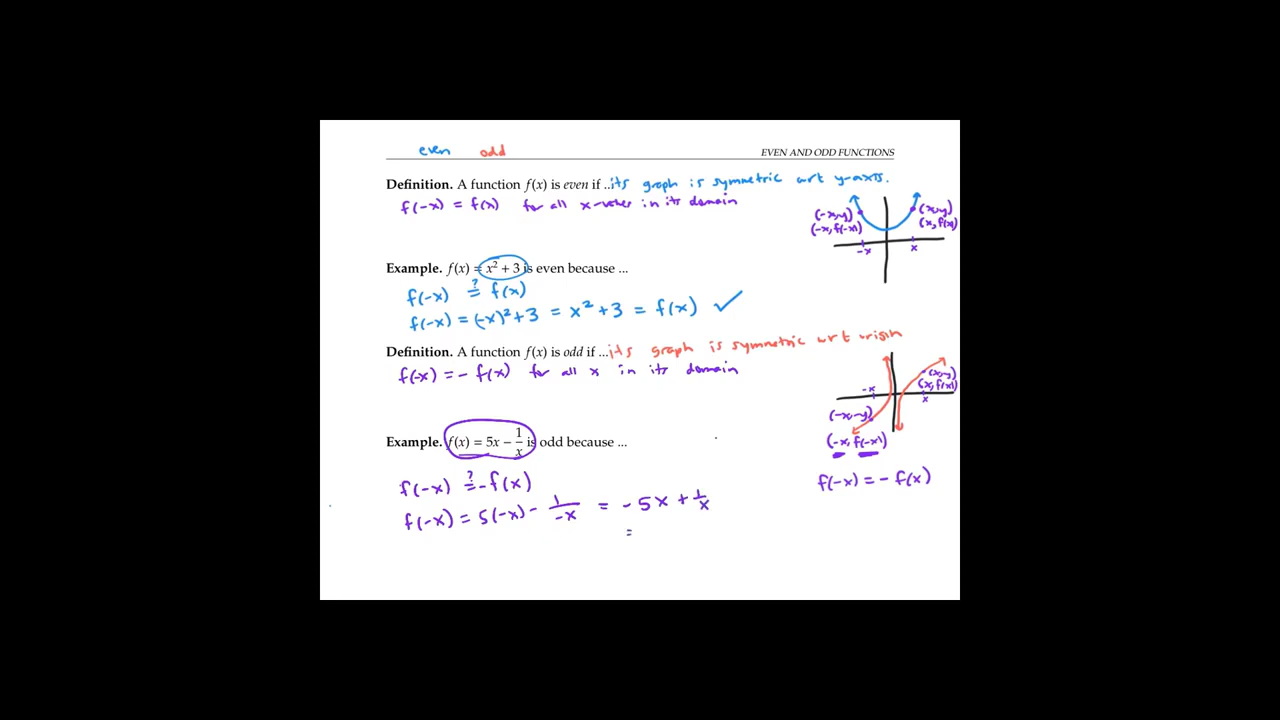 even odd EVEN AND ODD FUNCTIONS
Definition. A function f(x) is even if ..its graph is symmetric wrt y-axis.
f(-x) = f(x) for all x-values in its domain
(-x,y) (x,y)
(-x, f(-x)) (x, f(x))
-x x
Example. f(x) = x² + 3 is even because ...
f(-x) ?= f(x)
f(-x) = (-x)² + 3 = x² + 3 = f(x) ✓
Definition. A function f(x) is odd if ...its graph is symmetric wrt origin
f(-x) = - f(x) for all x in its domain
(x,y)
(x, f(x))
-x x
(-x,-y)
(-x, f(-x))
Example. f(x) = 5x − 1/x is odd because ...
f(-x) ?= -f(x)
f(-x) = - f(x)
f(-x) = 5(-x) - 1/-x = - 5x + 1/x
=